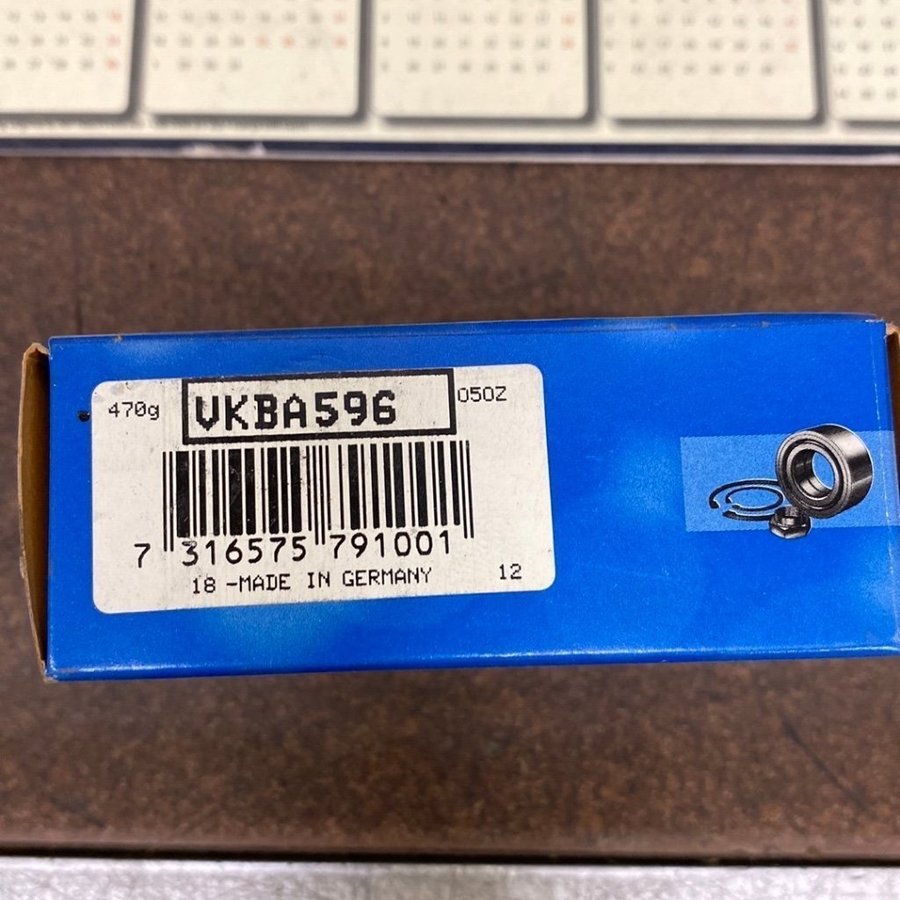 470g
VKBA596
050Z
7 316575 791001
18 -MADE IN GERMANY
12